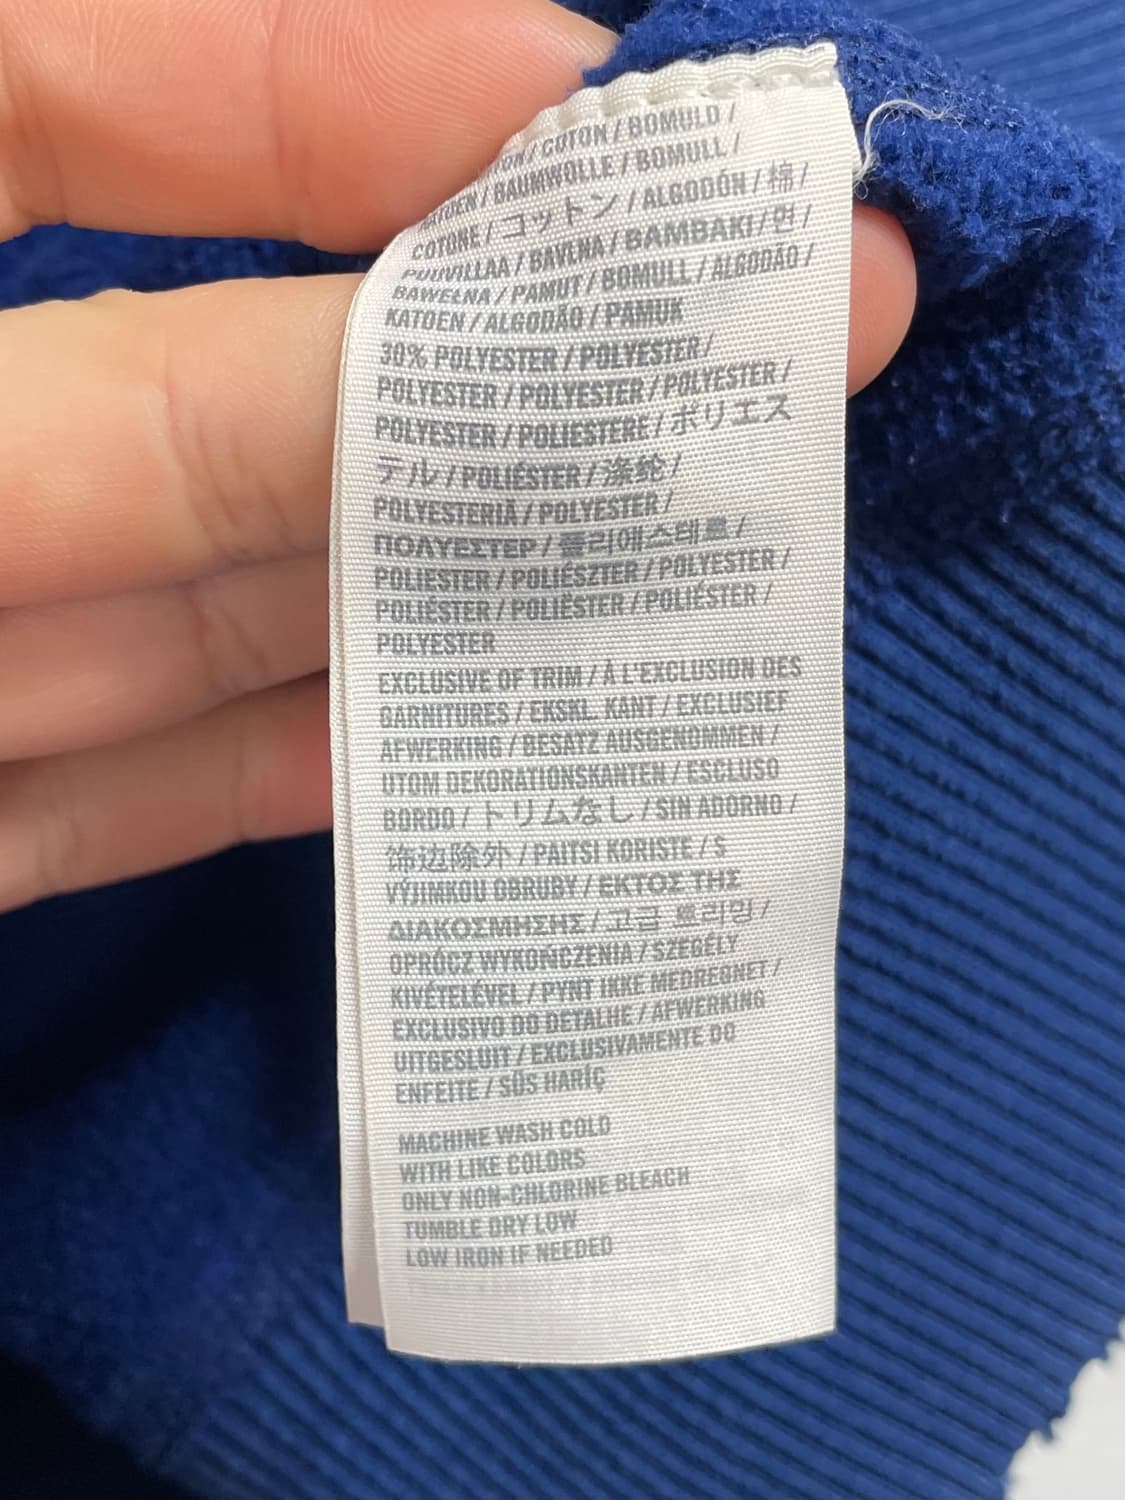 COTON / BOMULD /
/ BAUMWOLLE / BOMULL /
COTONE / コットン / ALGODÓN / 棉 /
PUUVILLAA / BAVLNA / BAMBAKI / 면 /
BAWEŁNA / PAMUT / BOMULL / ALGODÃO /
KATOEN / ALGODÃO / PAMUK
30% POLYESTER / POLYESTER /
POLYESTER / POLYESTER / POLYESTER /
POLYESTER / POLIESTERE / ポリエス
テル / POLIÉSTER / 涤纶 /
POLYESTERIÄ / POLYESTER /
ΠΟΛΥΕΣΤΕΡ / 폴리에스테르 /
POLIESTER / POLIÉSZTER / POLYESTER /
POLIÉSTER / POLIËSTER / POLIÉSTER /
POLYESTER
EXCLUSIVE OF TRIM / À L'EXCLUSION DES
GARNITURES / EKSKL. KANT / EXCLUSIEF
AFWERKING / BESATZ AUSGENOMMEN /
UTOM DEKORATIONSKANTEN / ESCLUSO
BORDO / トリムなし / SIN ADORNO /
饰边除外 / PAITSI KORISTE / S
VÝJIMKOU OBRUBY / ΕΚΤΟΣ ΤΗΣ
ΔΙΑΚΟΣΜΗΣΗΣ / 고급 트리밍 /
OPRÓCZ WYKOŃCZENIA / SZEGÉLY
KIVÉTELÉVEL / PYNT IKKE MEDREGNET /
EXCLUSIVO DO DETALHE / AFWERKING
UITGESLUIT / EXCLUSIVAMENTE DO
ENFEITE / SÜS HARİÇ
MACHINE WASH COLD
WITH LIKE COLORS
ONLY NON-CHLORINE BLEACH
TUMBLE DRY LOW
LOW IRON IF NEEDED